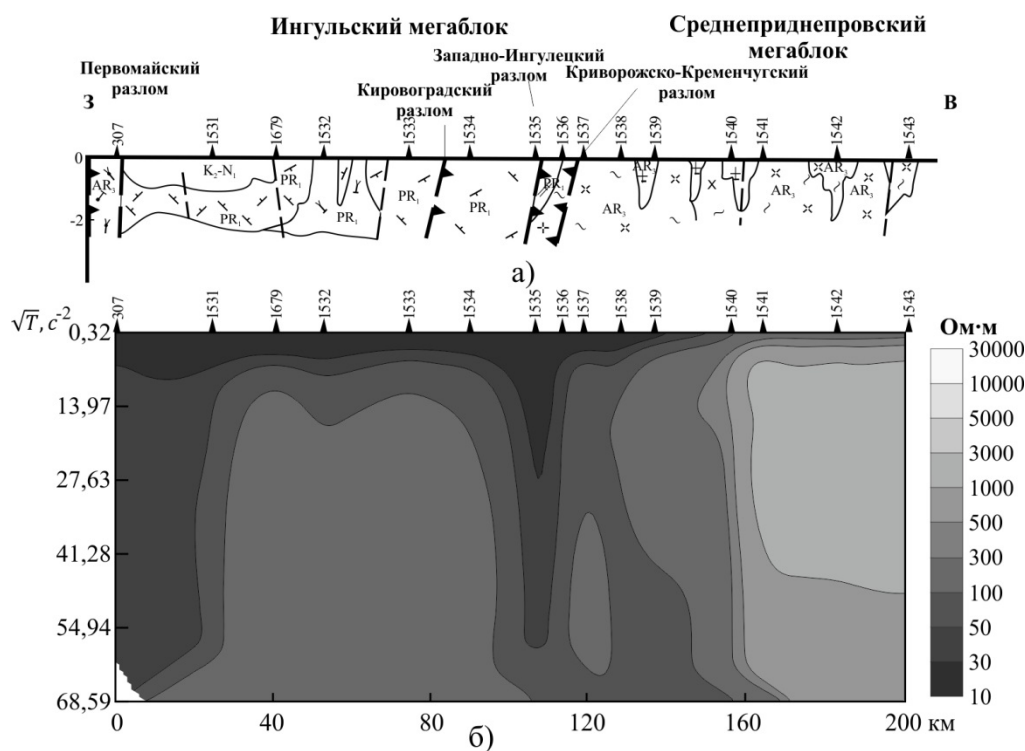 Ингульский мегаблок
Среднеприднепровский
мегаблок
Первомайский
разлом
Кировоградский
разлом
Западно-Ингулецкий
разлом
Криворожско-Кременчугский
разлом
З
В
307
1531
1679
1532
1533
1534
1535
1536
1537
1538
1539
1540
1541
1542
1543
0
-2
AR₃
K₂-N₁
PR₁
PR₁
PR₁
PR₁
PR₁
PR₁
AR₃
AR₃
AR₃
AR₃
а)
307
1531
1679
1532
1533
1534
1535
1536
1537
1538
1539
1540
1541
1542
1543
√T, c⁻²
0,32
13,97
27,63
41,28
54,94
68,59
0
40
80
120
160
200 км
б)
Ом·м
30000
10000
5000
3000
1000
500
300
100
50
30
10